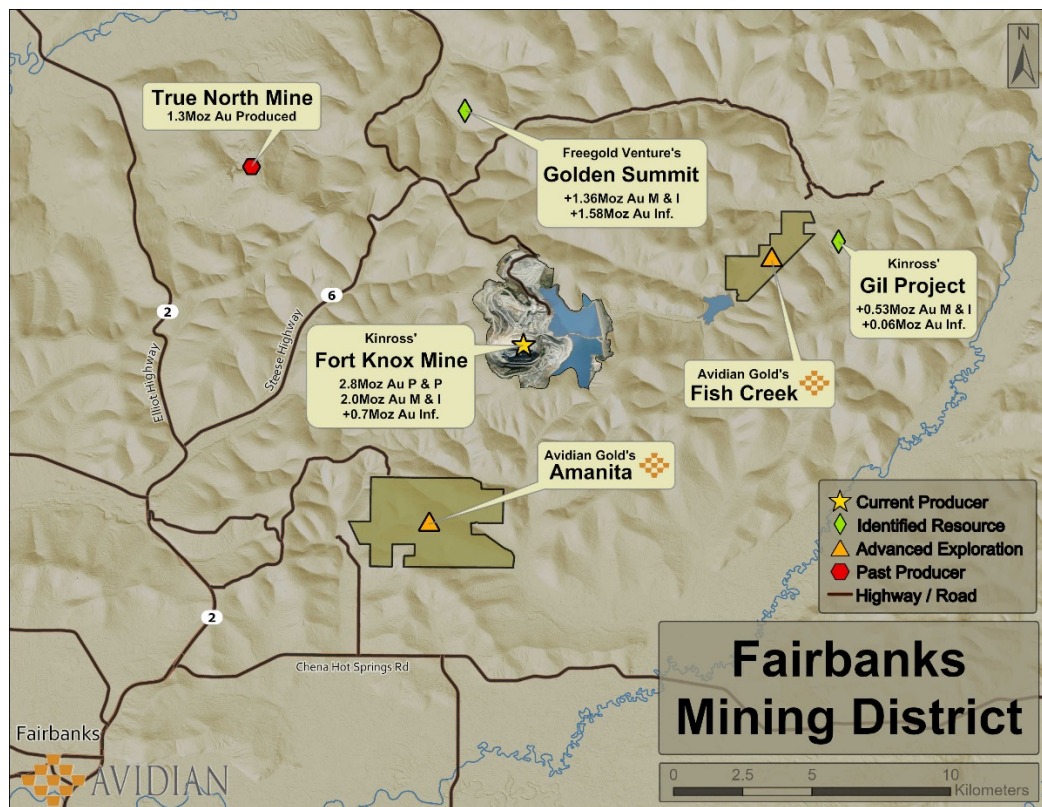 N
True North Mine
1.3Moz Au Produced
Freegold Venture's
Golden Summit
+1.36Moz Au M & I
+1.58Moz Au Inf.
Kinross'
Gil Project
+0.53Moz Au M & I
+0.06Moz Au Inf.
2
6
Elliot Highway
Steese Highway
Kinross'
Fort Knox Mine
2.8Moz Au P & P
2.0Moz Au M & I
+0.7Moz Au Inf.
Avidian Gold's
Fish Creek
Avidian Gold's
Amanita
Current Producer
Identified Resource
Advanced Exploration
Past Producer
Highway / Road
2
Chena Hot Springs Rd
Fairbanks
Mining District
Fairbanks
AVIDIAN
0 2.5 5 10
Kilometers